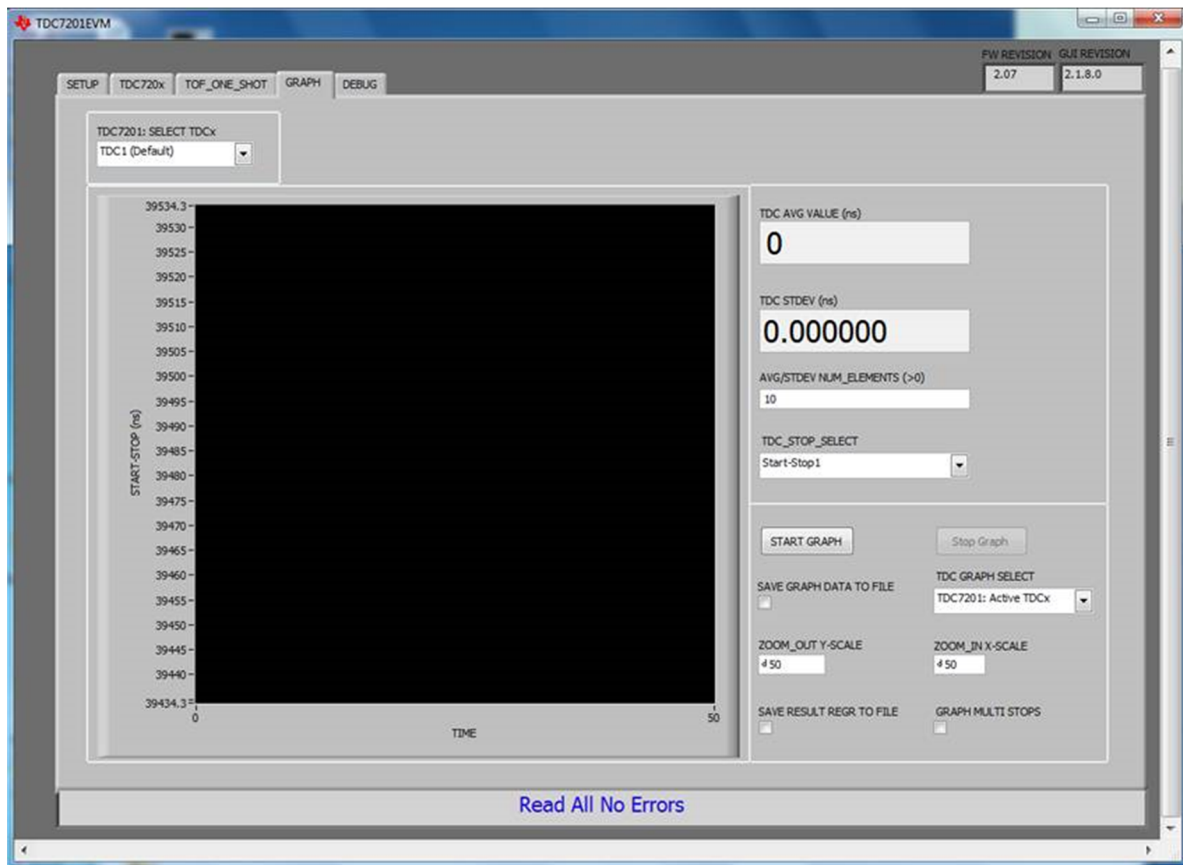 TDC7201EVM
FW REVISION GUI REVISION
2.07 2.1.8.0
SETUP TDC720x TOF_ONE_SHOT GRAPH DEBUG
TDC7201: SELECT TDCx
TDC1 (Default)
39534.3
39530
39525
39520
39515
39510
39505
39500
39495
39490
39485
39480
39475
39470
39465
39460
39455
39450
39445
39440
39434.3
START-STOP (ns)
0 50
TIME
TDC AVG VALUE (ns)
0
TDC STDEV (ns)
0.000000
AVG/STDEV NUM_ELEMENTS (>0)
10
TDC_STOP_SELECT
Start-Stop1
START GRAPH Stop Graph
SAVE GRAPH DATA TO FILE
TDC GRAPH SELECT
TDC7201: Active TDCx
ZOOM_OUT Y-SCALE ZOOM_IN X-SCALE
d 50 d 50
SAVE RESULT REGR TO FILE GRAPH MULTI STOPS
Read All No Errors